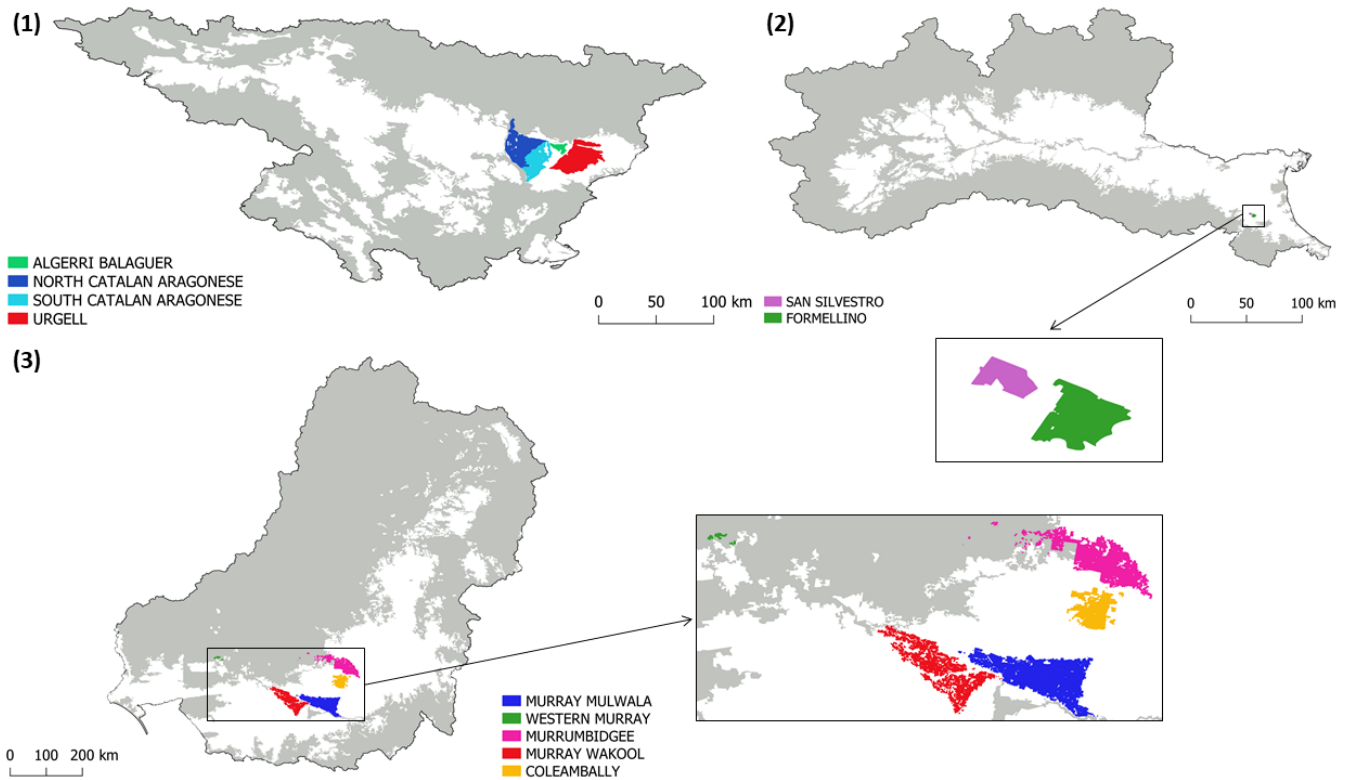 (1)
ALGERRI BALAGUER
NORTH CATALAN ARAGONESE
SOUTH CATALAN ARAGONESE
URGELL
0 50 100 km
(2)
SAN SILVESTRO
FORMELLINO
0 50 100 km
(3)
0 100 200 km
MURRAY MULWALA
WESTERN MURRAY
MURRUMBIDGEE
MURRAY WAKOOL
COLEAMBALLY